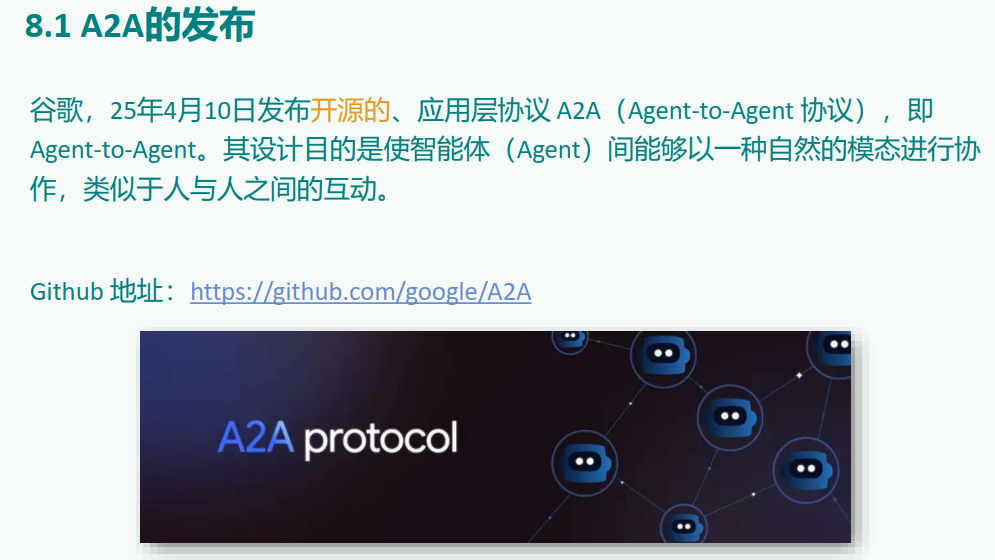 8.1 A2A的发布
谷歌，25年4月10日发布开源的、应用层协议 A2A（Agent-to-Agent 协议），即
Agent-to-Agent。其设计目的是使智能体（Agent）间能够以一种自然的模态进行协
作，类似于人与人之间的互动。
Github 地址：https://github.com/google/A2A
A2A protocol